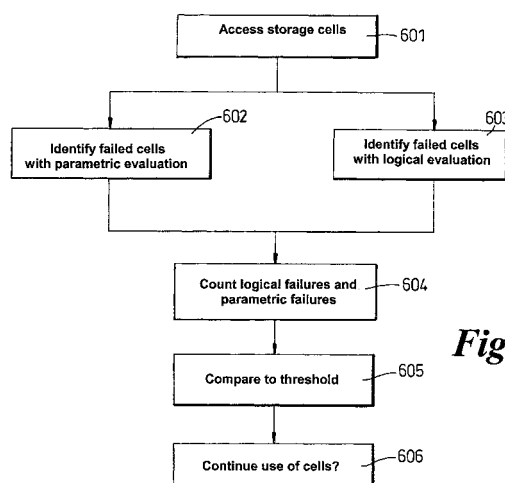 Access storage cells
601
602
Identify failed cells
with parametric evaluation
603
Identify failed cells
with logical evaluation
Count logical failures and
parametric failures
604
Fig
Compare to threshold
605
Continue use of cells?
606